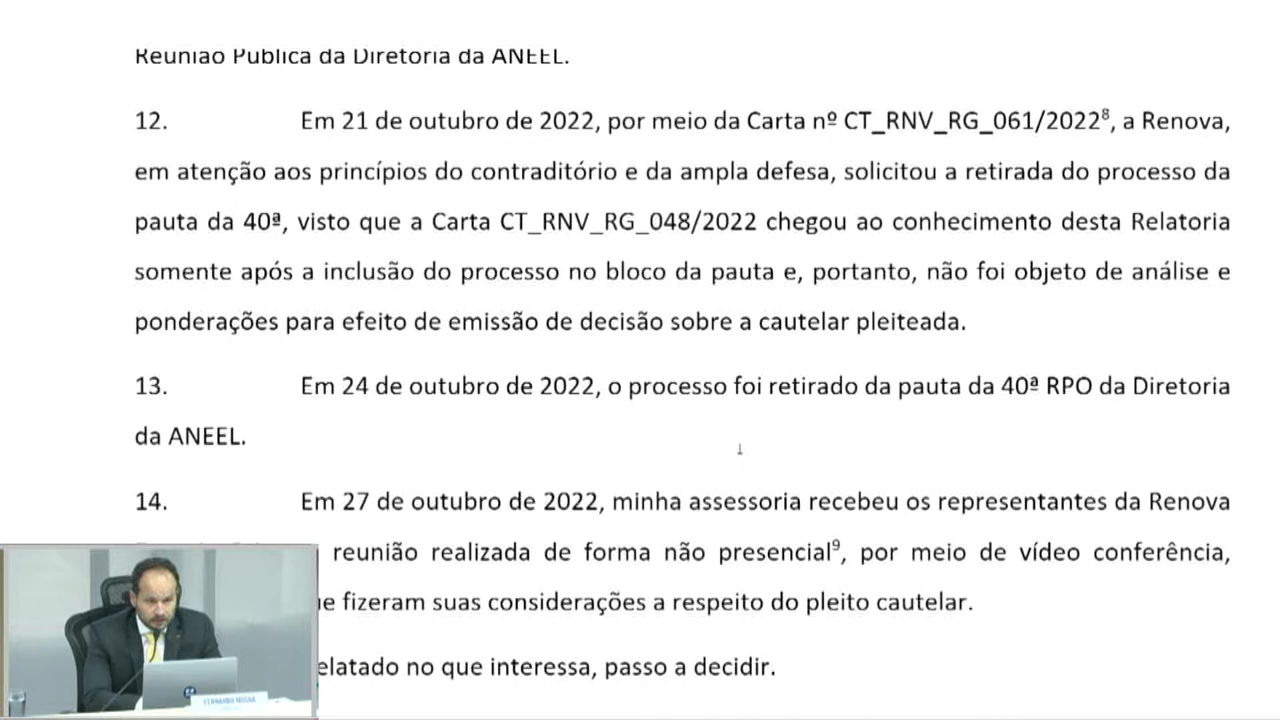 Reunião Pública da Diretoria da ANEEL.
12. Em 21 de outubro de 2022, por meio da Carta nº CT_RNV_RG_061/2022⁸, a Renova,
em atenção aos princípios do contraditório e da ampla defesa, solicitou a retirada do processo da
pauta da 40ª, visto que a Carta CT_RNV_RG_048/2022 chegou ao conhecimento desta Relatoria
somente após a inclusão do processo no bloco da pauta e, portanto, não foi objeto de análise e
ponderações para efeito de emissão de decisão sobre a cautelar pleiteada.
13. Em 24 de outubro de 2022, o processo foi retirado da pauta da 40ª RPO da Diretoria
da ANEEL.
14. Em 27 de outubro de 2022, minha assessoria recebeu os representantes da Renova
reunião realizada de forma não presencial⁹, por meio de vídeo conferência,
fizeram suas considerações a respeito do pleito cautelar.
elatado no que interessa, passo a decidir.